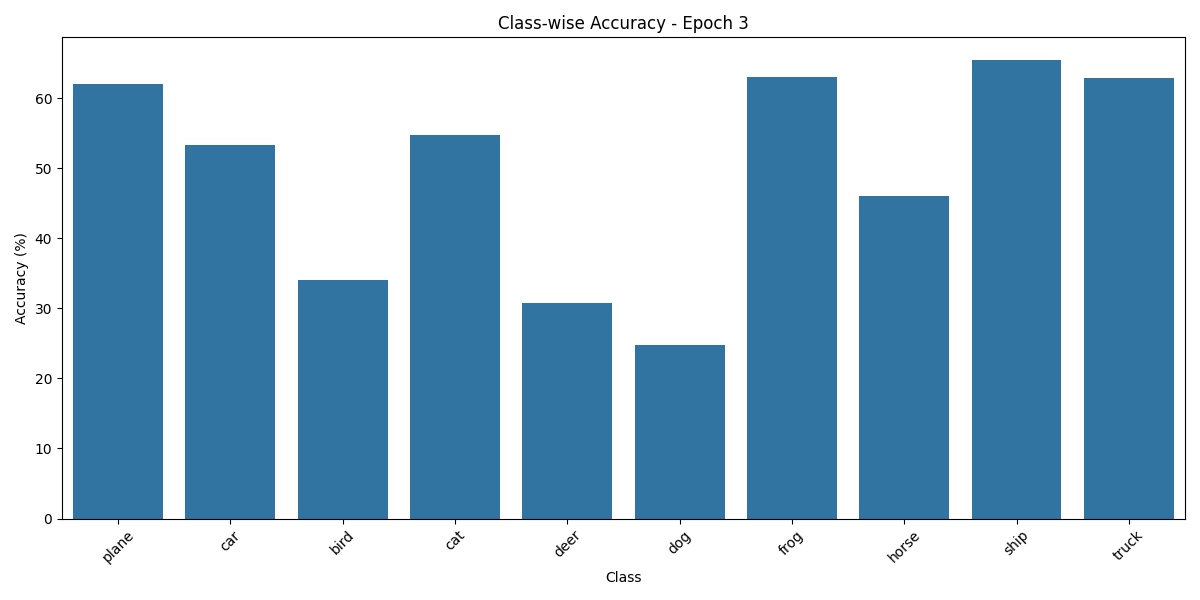 Class-wise Accuracy - Epoch 3
Accuracy (%)
60
50
40
30
20
10
0
plane
car
bird
cat
deer
dog
frog
horse
ship
truck
Class